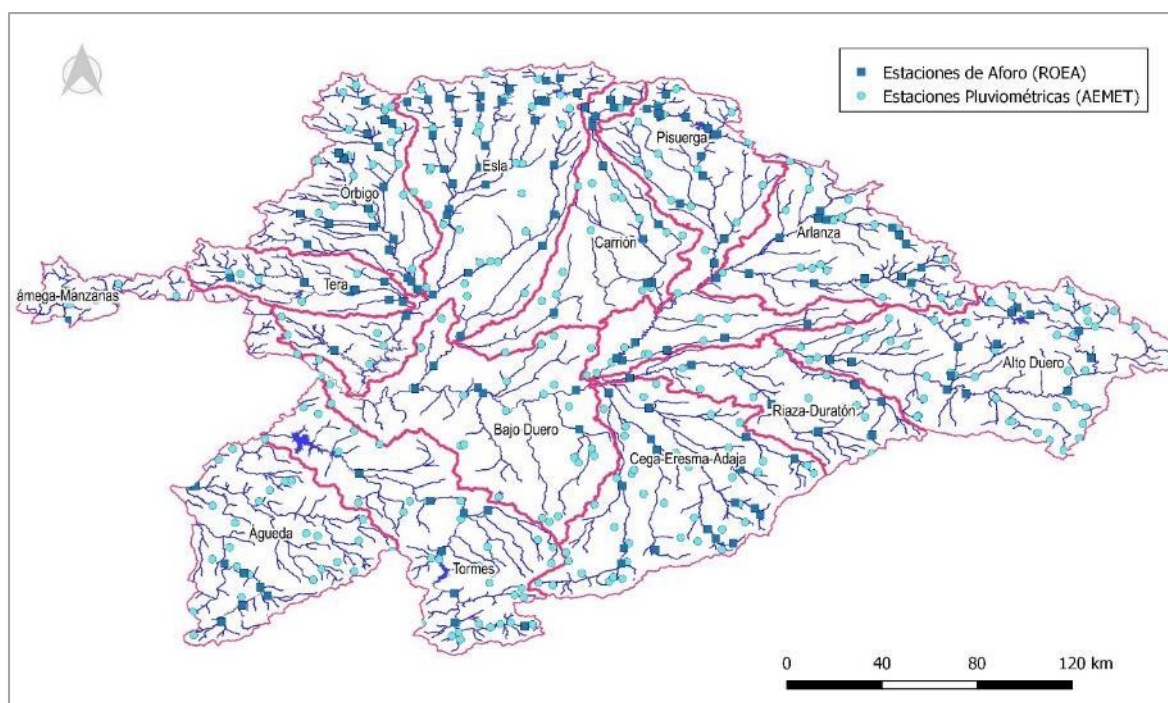 Estaciones de Aforo (ROEA)
Estaciones Pluviométricas (AEMET)
Pisuerga
Esla
Órbigo
Arlanza
Carrión
Tera
ámega-Manzanas
Alto Duero
Riaza-Duratón
Bajo Duero
Cega-Eresma-Adaja
Águeda
Tormes
0 40 80 120 km